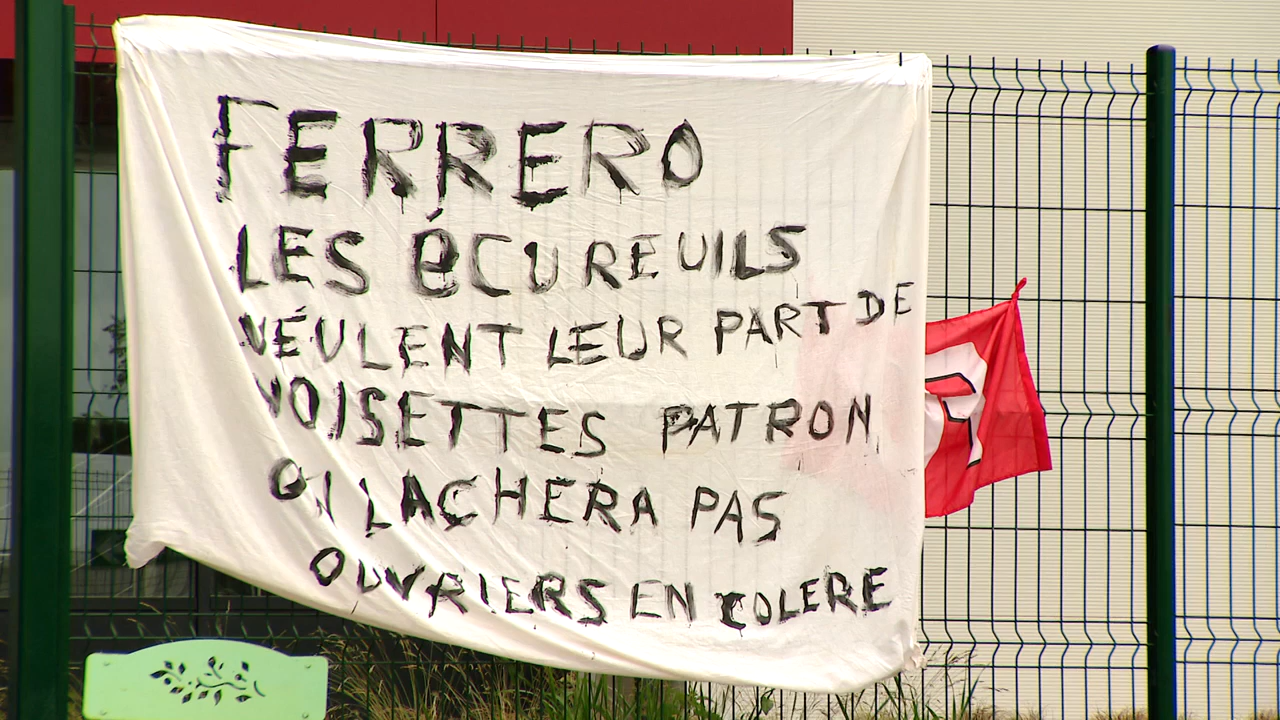 FERRERO
LES éCUREUILS
VEULENT LEUR PART DE
NOISETTES PATRON
ON LACHERA PAS
OUVRIERS EN COLERE